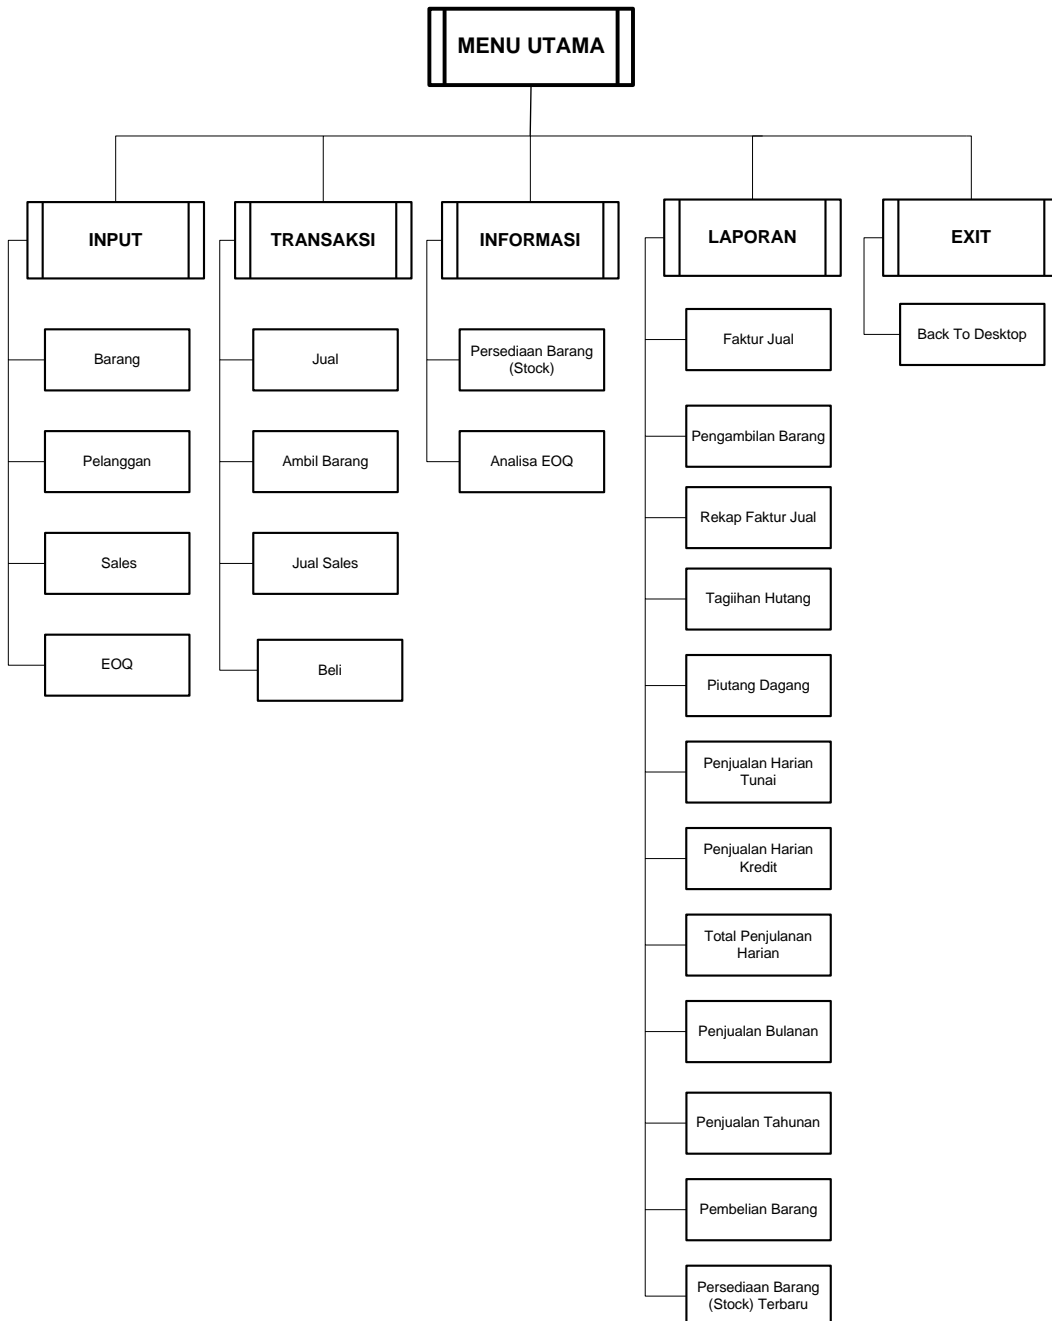 MENU UTAMA
INPUT
Barang
Pelanggan
Sales
EOQ
TRANSAKSI
Jual
Ambil Barang
Jual Sales
Beli
INFORMASI
Persediaan Barang
(Stock)
Analisa EOQ
LAPORAN
Faktur Jual
Pengambilan Barang
Rekap Faktur Jual
Tagiihan Hutang
Piutang Dagang
Penjualan Harian
Tunai
Penjualan Harian
Kredit
Total Penjulanan
Harian
Penjualan Bulanan
Penjualan Tahunan
Pembelian Barang
Persediaan Barang
(Stock) Terbaru
EXIT
Back To Desktop